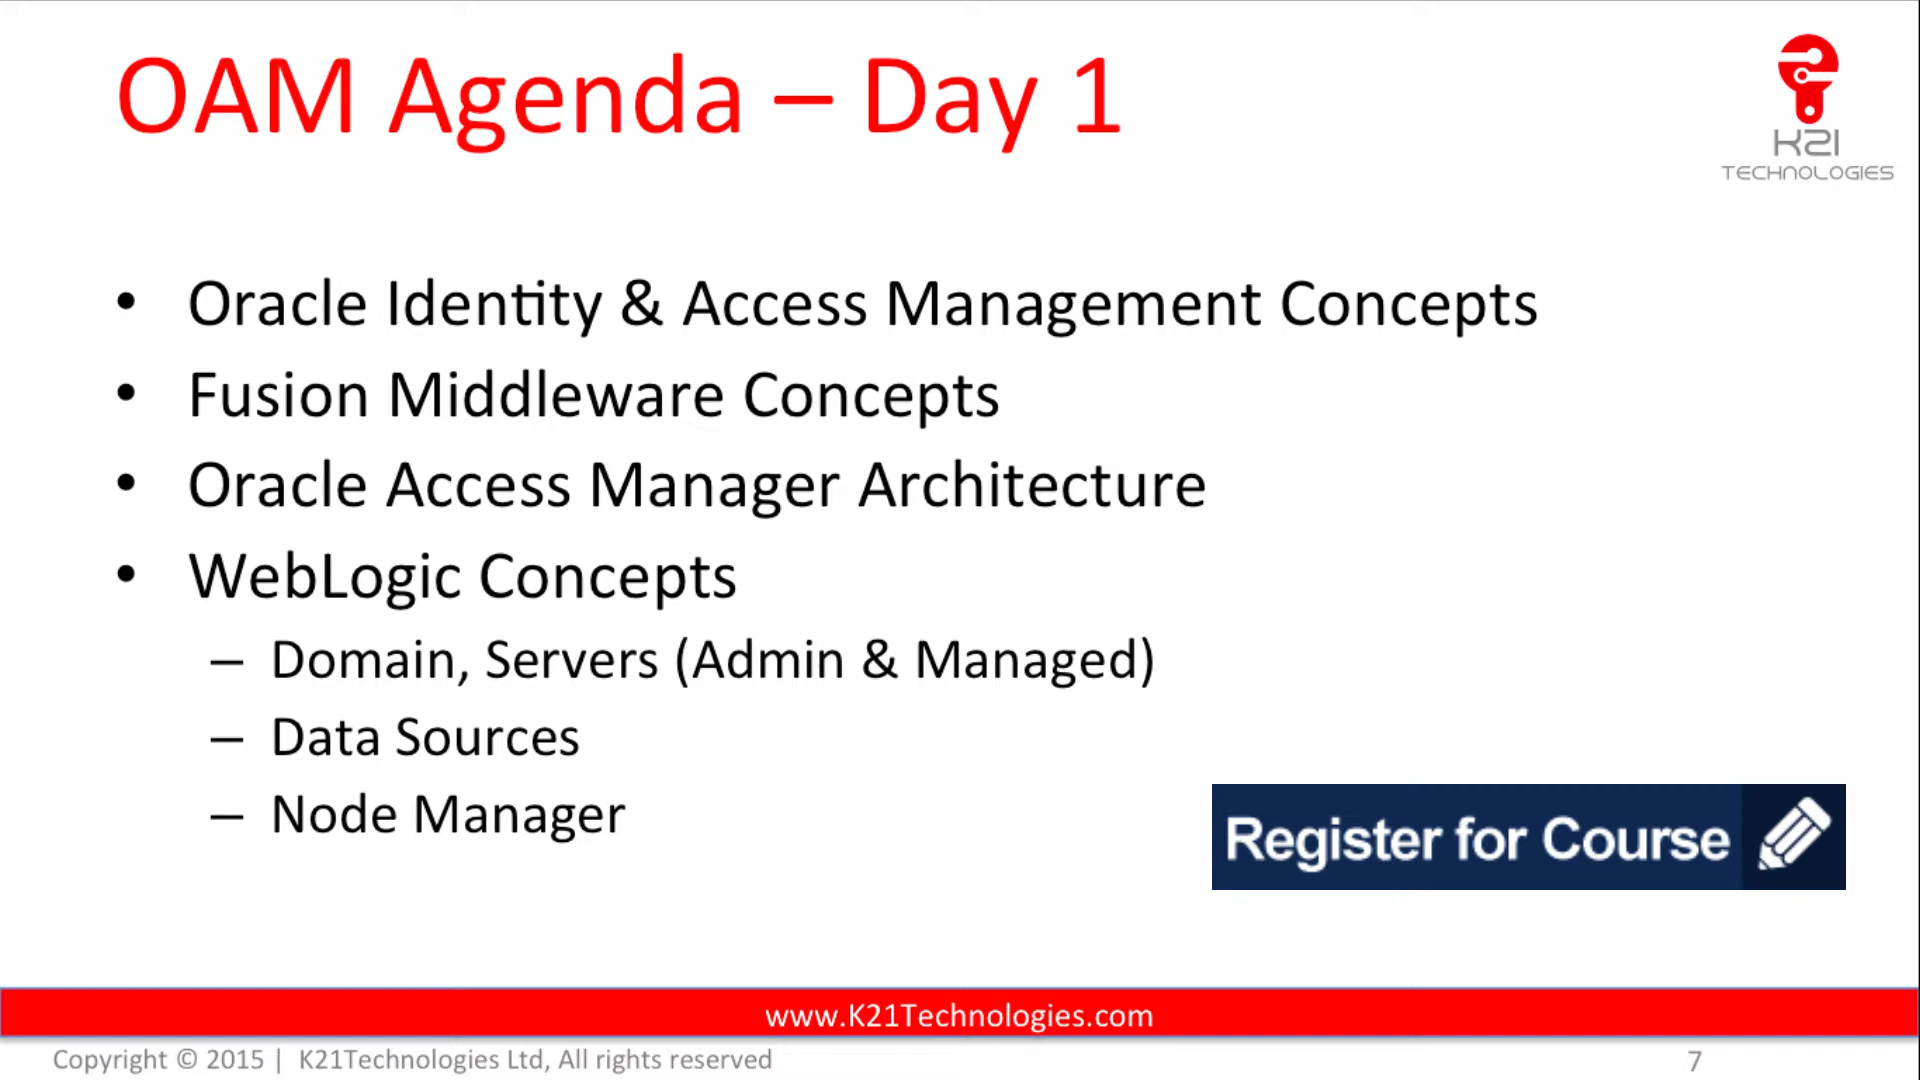 OAM Agenda – Day 1
K21
TECHNOLOGIES
• Oracle Identity & Access Management Concepts
• Fusion Middleware Concepts
• Oracle Access Manager Architecture
• WebLogic Concepts
– Domain, Servers (Admin & Managed)
– Data Sources
– Node Manager
Register for Course
www.K21Technologies.com
Copyright © 2015 | K21Technologies Ltd, All rights reserved
7